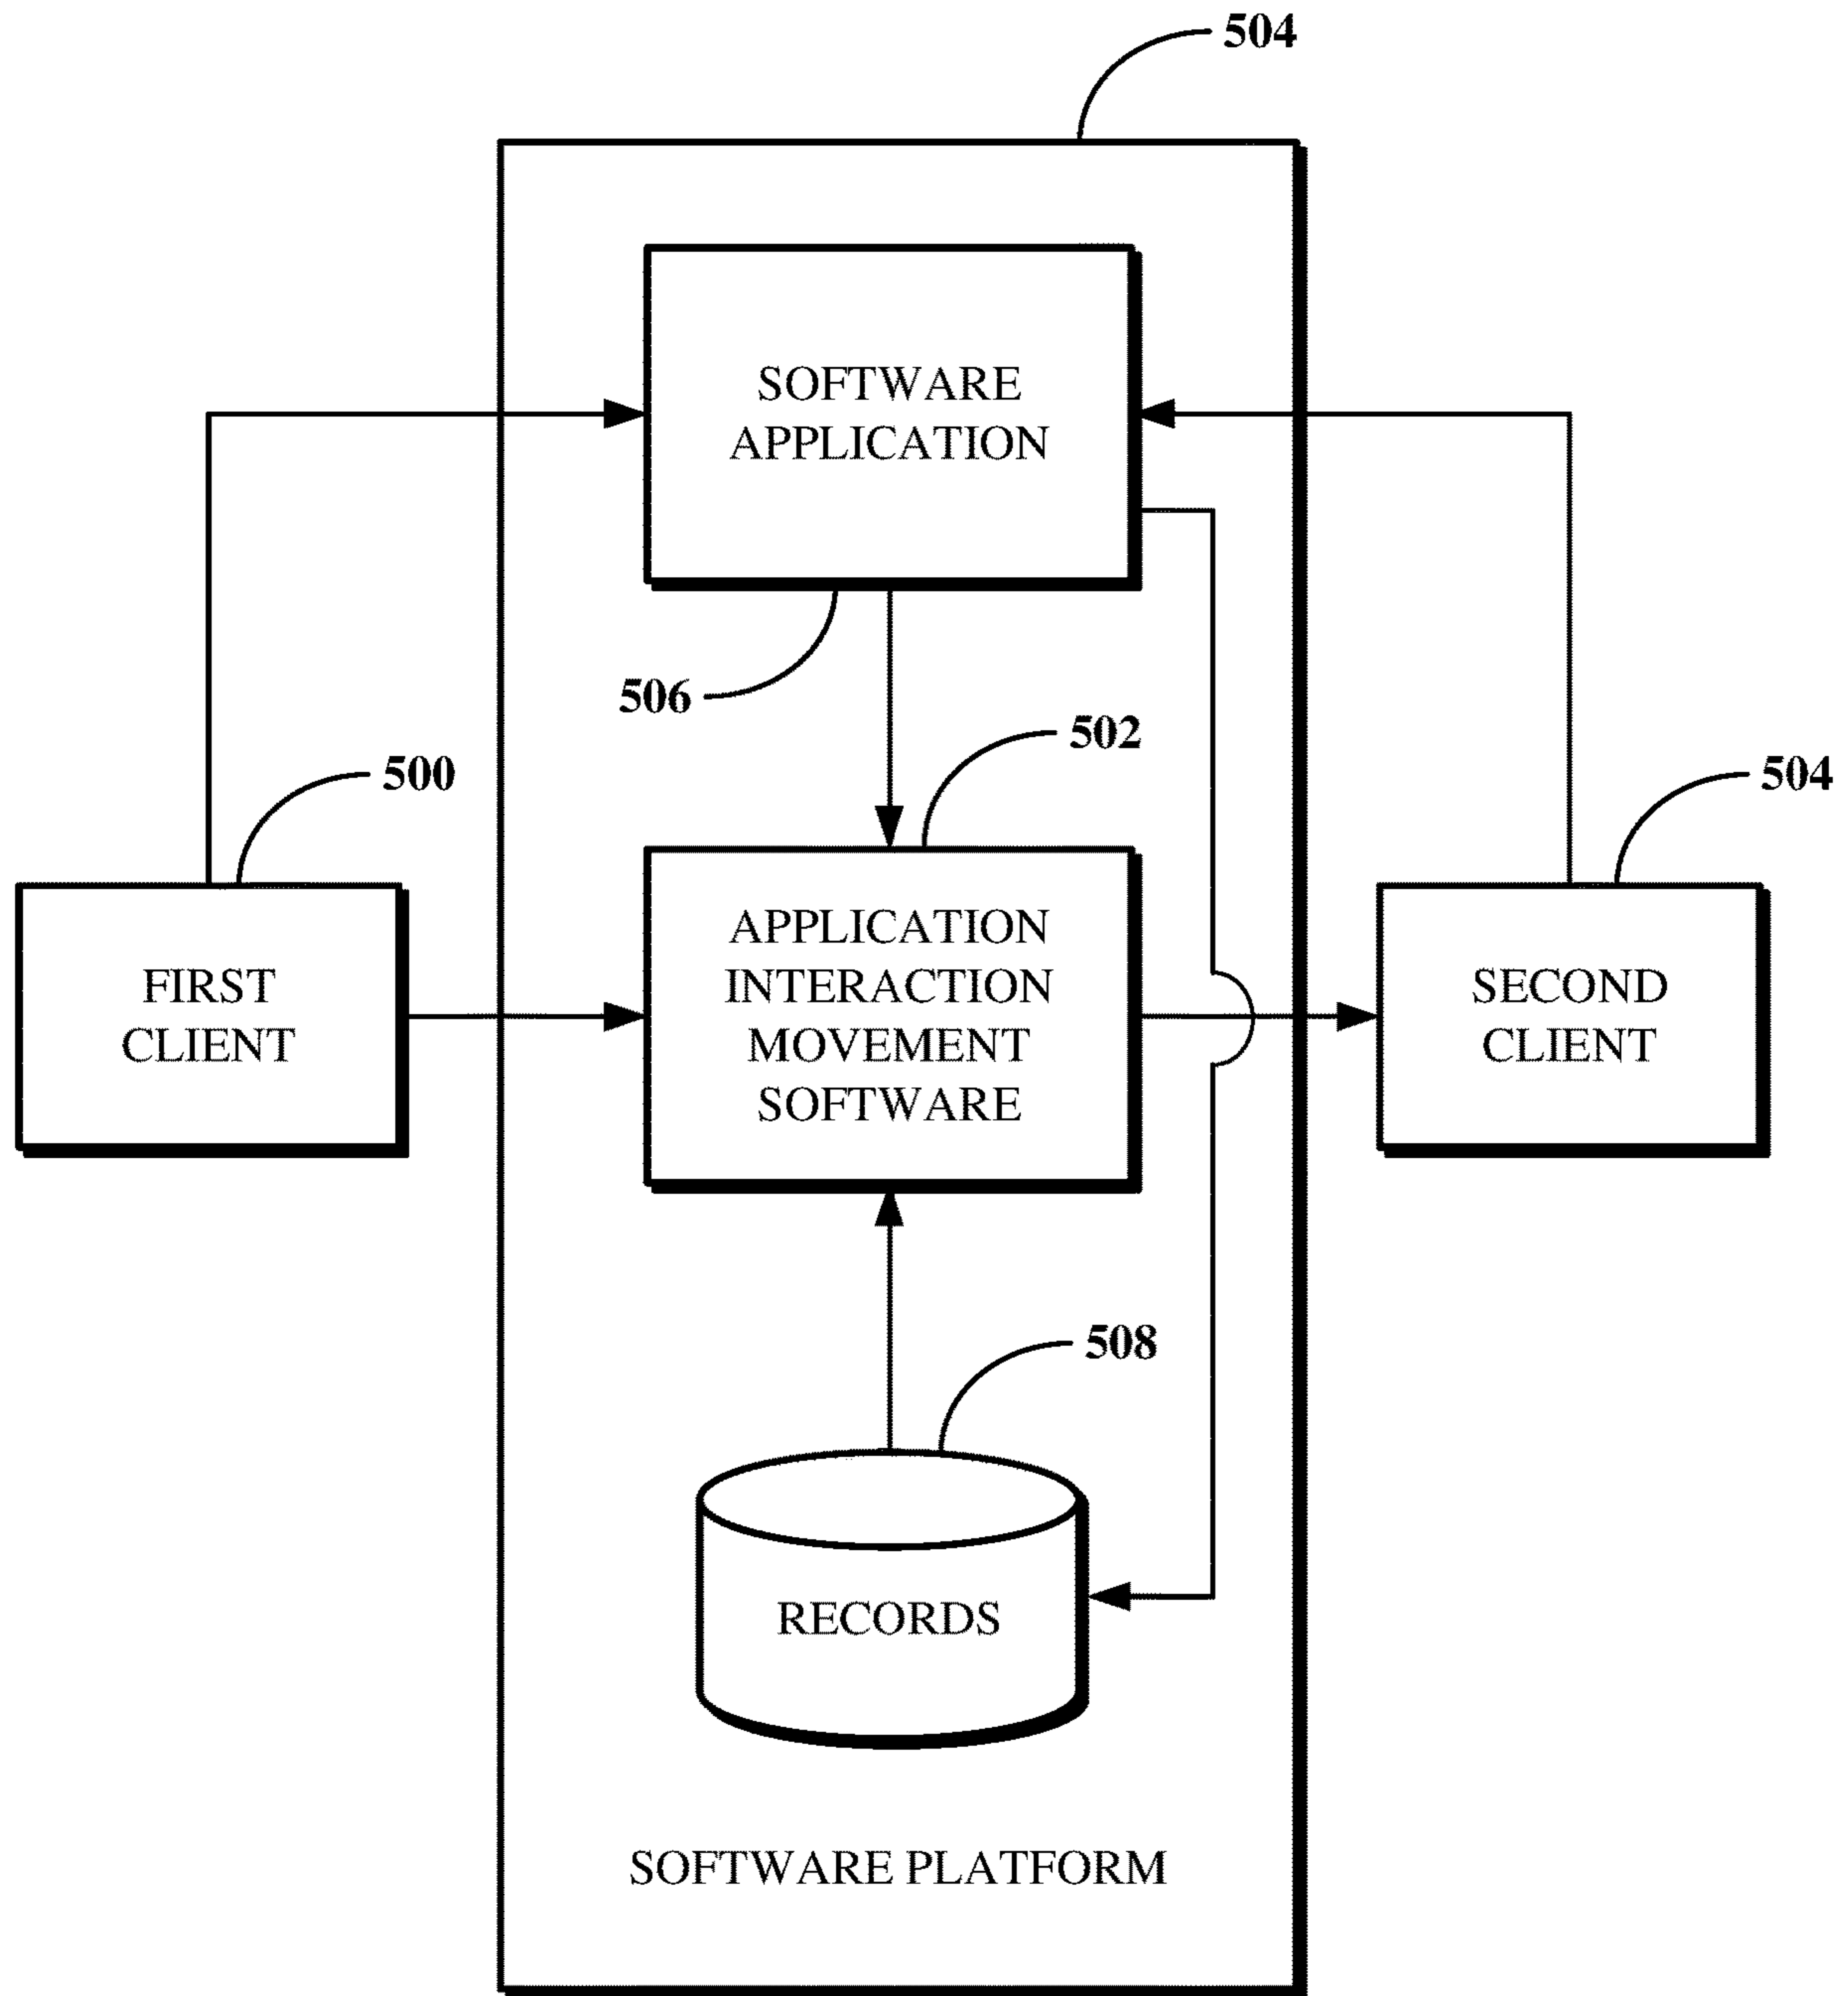 504
SOFTWARE
APPLICATION
506
502
500
504
APPLICATION
INTERACTION
MOVEMENT
SOFTWARE
FIRST
CLIENT
SECOND
CLIENT
508
RECORDS
SOFTWARE PLATFORM